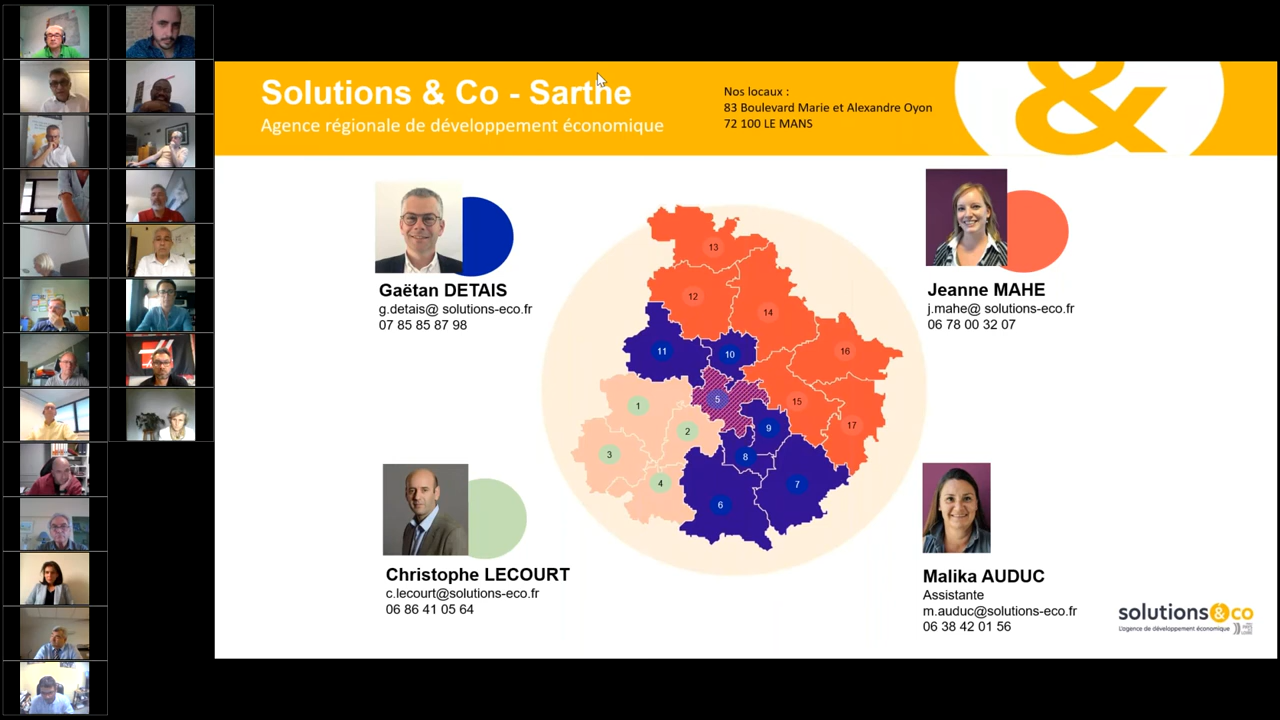 Solutions & Co - Sarthe
Agence régionale de développement économique
Nos locaux :
83 Boulevard Marie et Alexandre Oyon
72 100 LE MANS
&
Gaëtan DETAIS
g.detais@ solutions-eco.fr
07 85 85 87 98
Jeanne MAHE
j.mahe@ solutions-eco.fr
06 78 00 32 07
13
12
14
11
10
16
5
15
1
9
17
2
3
8
4
7
6
Christophe LECOURT
c.lecourt@solutions-eco.fr
06 86 41 05 64
Malika AUDUC
Assistante
m.auduc@solutions-eco.fr
06 38 42 01 56
solutions&co
L'agence de développement économique